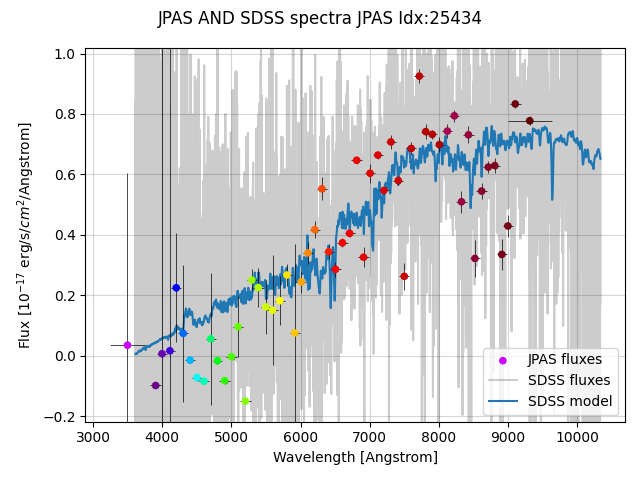 JPAS AND SDSS spectra JPAS Idx:25434
Flux [10⁻¹⁷ erg/s/cm²/Angstrom]
1.0
0.8
0.6
0.4
0.2
0.0
−0.2
JPAS fluxes
SDSS fluxes
SDSS model
3000 4000 5000 6000 7000 8000 9000 10000
Wavelength [Angstrom]